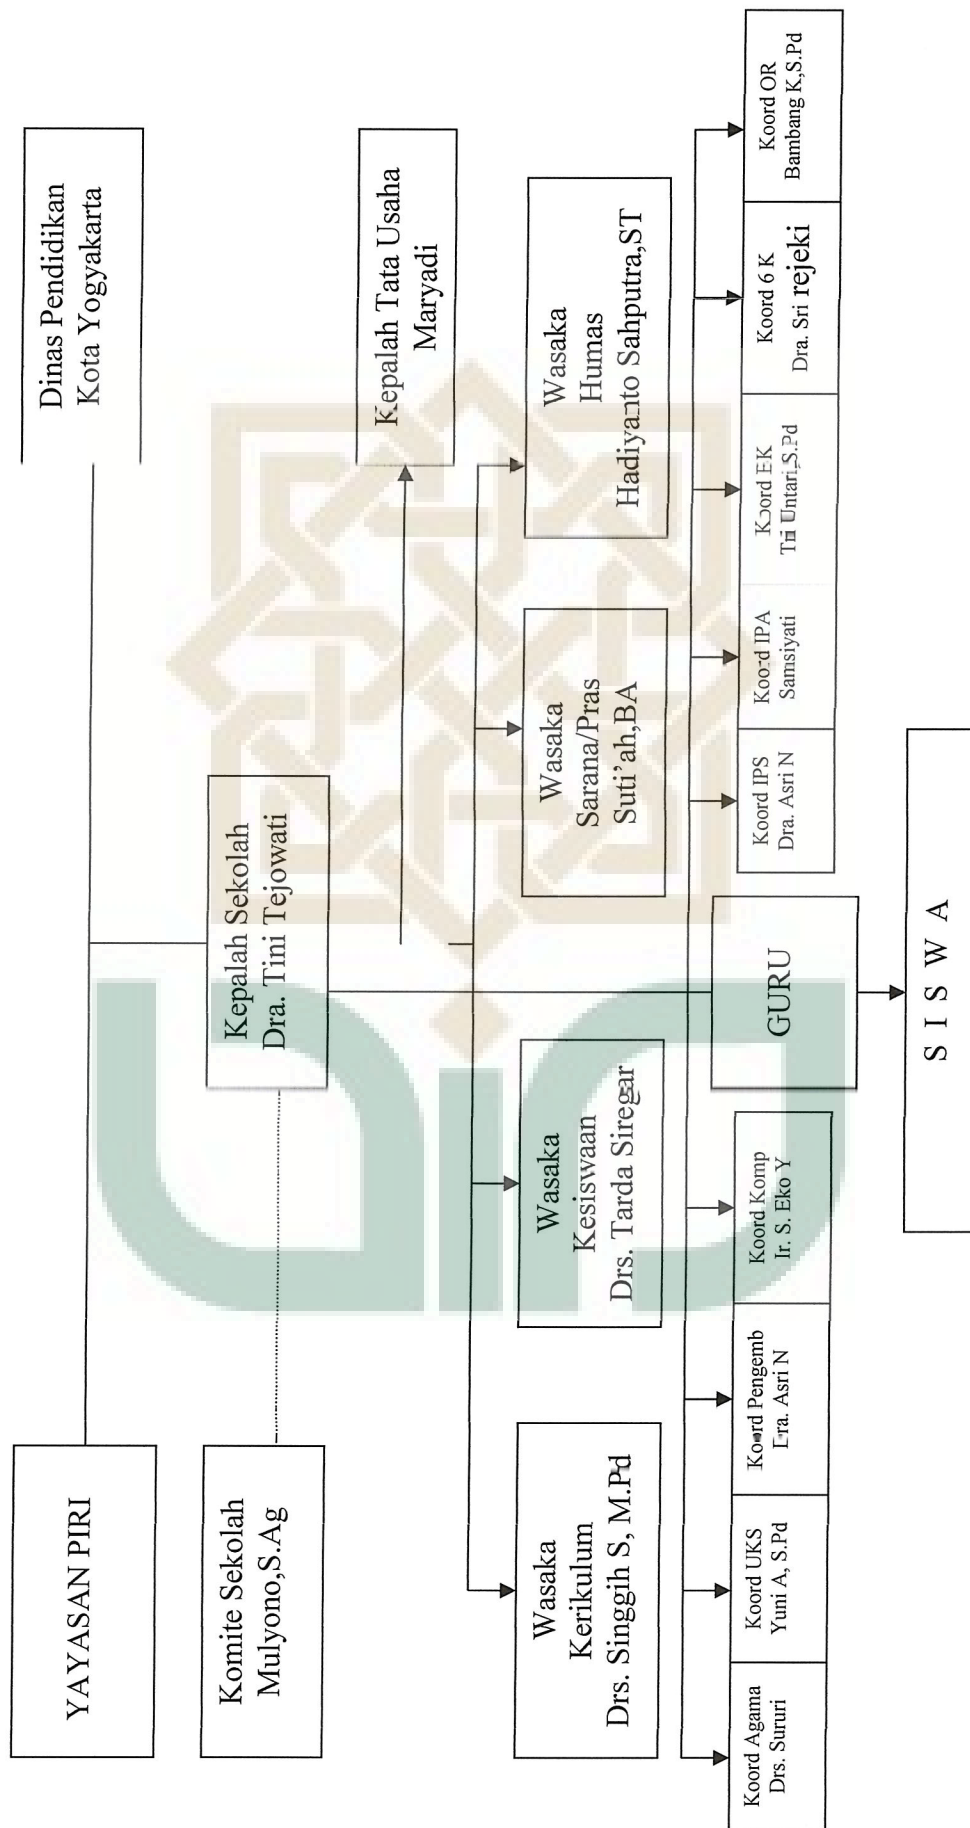 YAYASAN PIRI
Dinas Pendidikan
Kota Yogyakarta
Komite Sekolah
Mulyono,S.Ag
Kepalah Sekolah
Dra. Tini Tejowati
Kepalah Tata Usaha
Maryadi
Wasaka
Kerikulum
Drs. Singgih S, M.Pd
Wasaka
Kesiswaan
Drs. Tarda Siregar
Wasaka
Sarana/Pras
Suti’ah,BA
Wasaka
Humas
Hadiyanto Sahputra,ST
Koord Agama
Drs. Sururi
Koord UKS
Yuni A, S.Pd
Koord Pengemb
Dra. Asri N
Koord Komp
Ir. S. Eko Y
GURU
Koord IPS
Dra. Asri N
Koord IPA
Samsiyati
Koord BK
Tri Untari,S.Pd
Koord 6 K
Dra. Sri rejeki
Koord OR
Bambang K,S.Pd
S I S W A